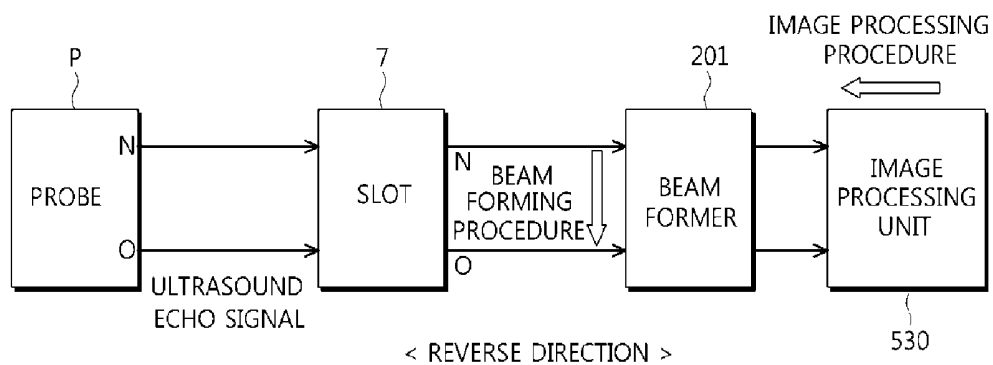 IMAGE PROCESSING
PROCEDURE
P
7
201
N
O
PROBE
ULTRASOUND
ECHO SIGNAL
SLOT
N
BEAM
FORMING
PROCEDURE
O
BEAM
FORMER
IMAGE
PROCESSING
UNIT
530
< REVERSE DIRECTION >